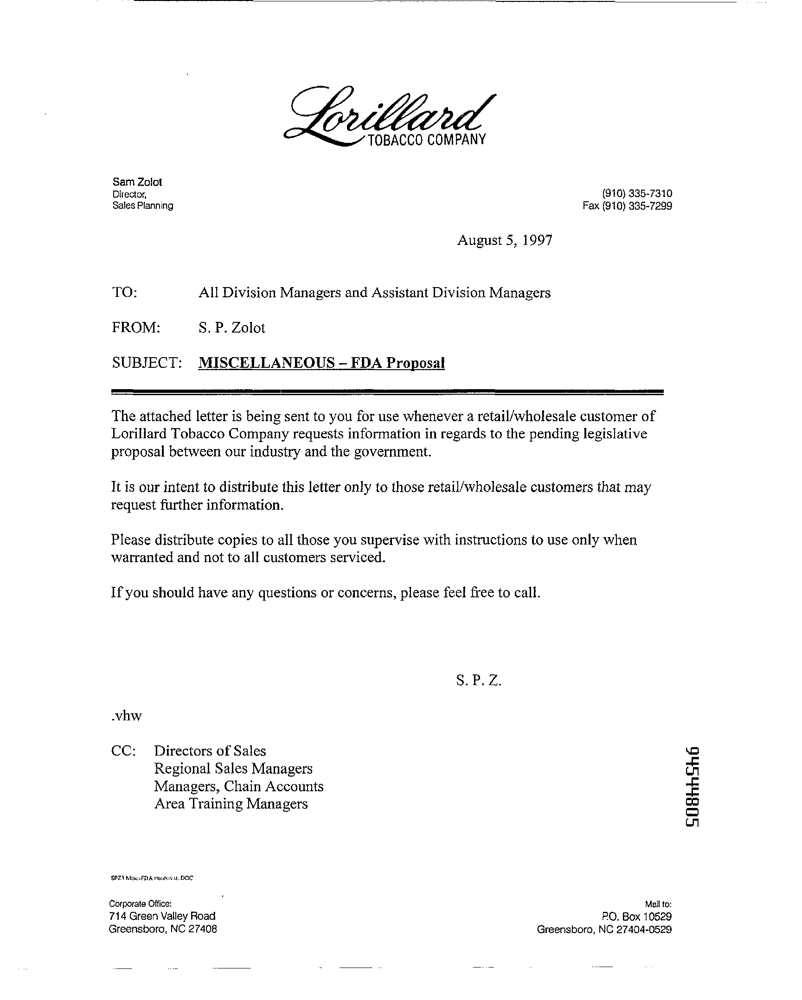 Lorillard
TOBACCO COMPANY
Sam Zolot
Director,
Sales Planning
(910) 335-7310
Fax (910) 335-7299
August 5, 1997
TO: All Division Managers and Assistant Division Managers
FROM: S. P. Zolot
SUBJECT: MISCELLANEOUS – FDA Proposal
The attached letter is being sent to you for use whenever a retail/wholesale customer of
Lorillard Tobacco Company requests information in regards to the pending legislative
proposal between our industry and the government.
It is our intent to distribute this letter only to those retail/wholesale customers that may
request further information.
Please distribute copies to all those you supervise with instructions to use only when
warranted and not to all customers serviced.
If you should have any questions or concerns, please feel free to call.
S. P. Z.
.vhw
CC: Directors of Sales
Regional Sales Managers
Managers, Chain Accounts
Area Training Managers
94544805
Corporate Office:
714 Green Valley Road
Greensboro, NC 27408
Mail to:
P.O. Box 10529
Greensboro, NC 27404-0529